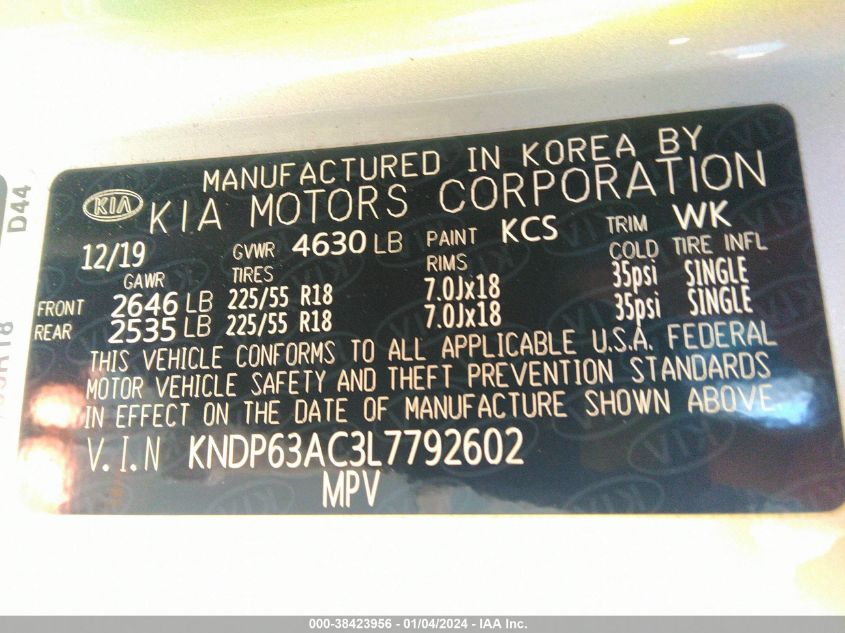 MANUFACTURED IN KOREA BY
KIA KIA MOTORS CORPORATION
12/19 GVWR 4630 LB PAINT KCS TRIM WK
GAWR TIRES RIMS COLD TIRE INFL
FRONT 2646 LB 225/55 R18 7.0Jx18 35psi SINGLE
REAR 2535 LB 225/55 R18 7.0Jx18 35psi SINGLE
THIS VEHICLE CONFORMS TO ALL APPLICABLE U.S.A. FEDERAL
MOTOR VEHICLE SAFETY AND THEFT PREVENTION STANDARDS
IN EFFECT ON THE DATE OF MANUFACTURE SHOWN ABOVE.
V.I.N KNDP63AC3L7792602
MPV
D44
000-38423956 - 01/04/2024 - IAA Inc.